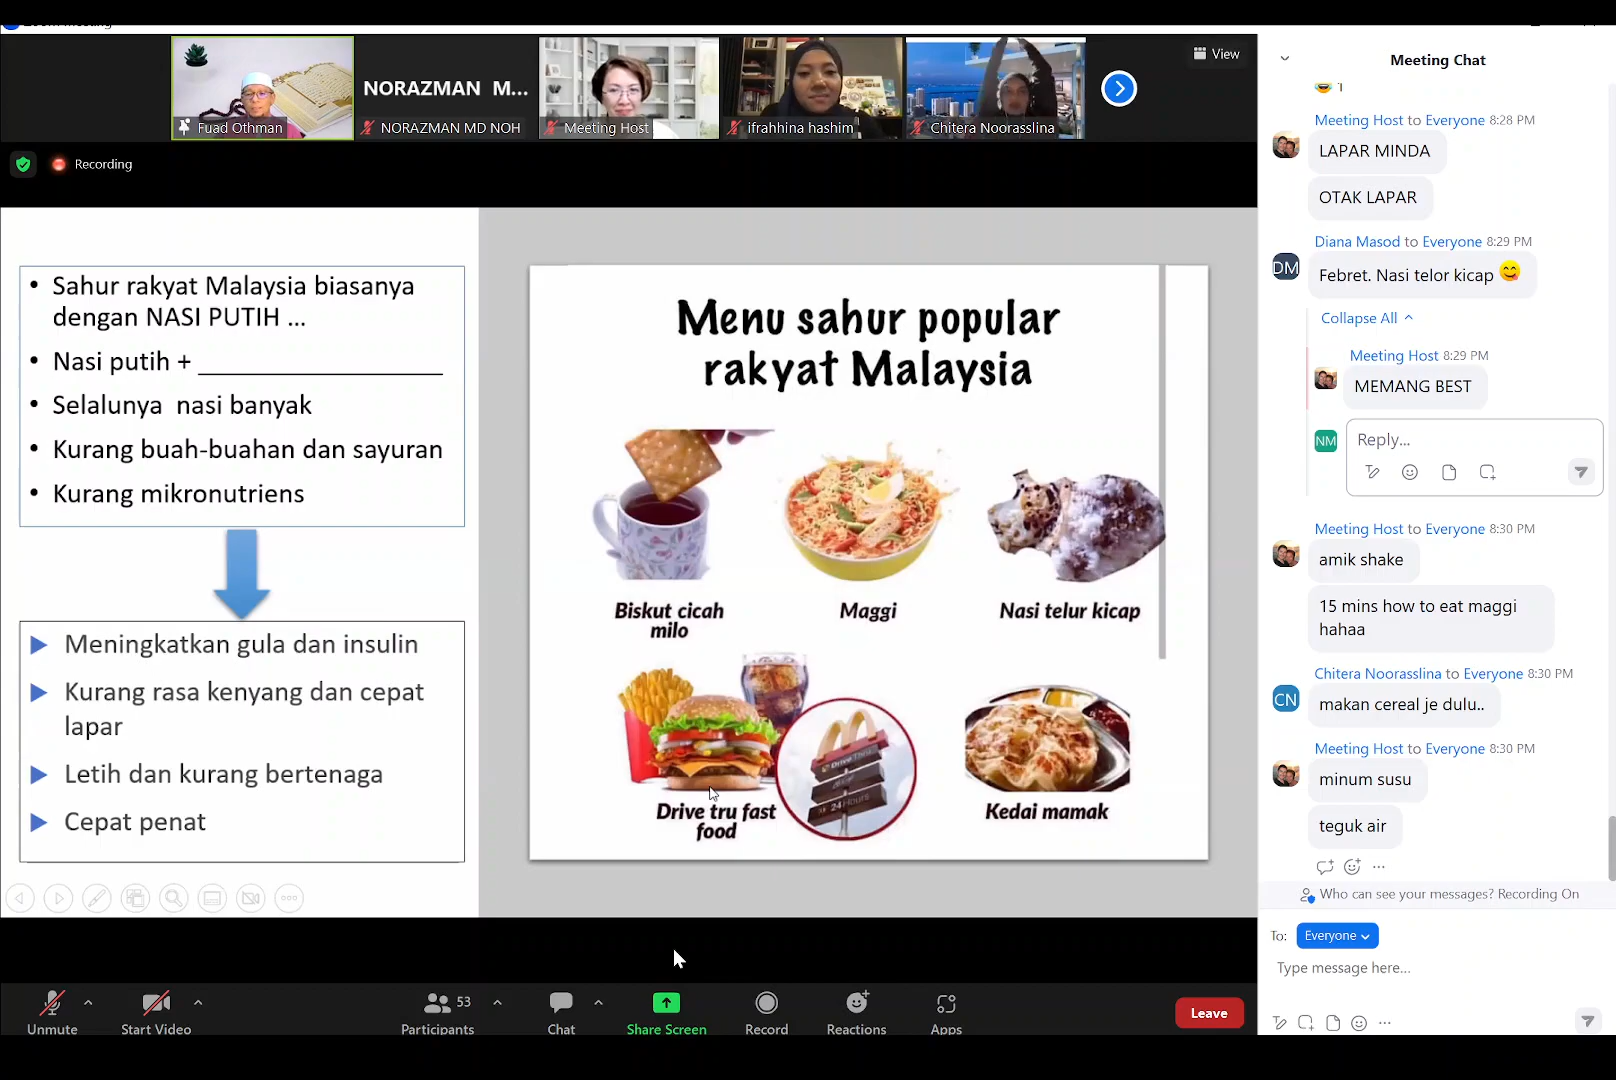 NORAZMAN M...
Fuad Othman
NORAZMAN MD NOH
Meeting Host
ifrahhina hashim
Chitera Noorasslina
View
Recording
• Sahur rakyat Malaysia biasanya
dengan NASI PUTIH ...
• Nasi putih + ____________________
• Selalunya nasi banyak
• Kurang buah-buahan dan sayuran
• Kurang mikronutriens
Meningkatkan gula dan insulin
Kurang rasa kenyang dan cepat
lapar
Letih dan kurang bertenaga
Cepat penat
Menu sahur popular
rakyat Malaysia
Biskut cicah
milo
Maggi
Nasi telur kicap
Drive tru fast
food
24 Hours
Kedai mamak
Unmute
Start Video
53
Participants
Chat
Share Screen
Record
Reactions
Apps
Leave
Meeting Chat
Meeting Host to Everyone 8:28 PM
LAPAR MINDA
OTAK LAPAR
Diana Masod to Everyone 8:29 PM
DM
Febret. Nasi telor kicap 😋
Collapse All
Meeting Host 8:29 PM
MEMANG BEST
NM
Reply...
Meeting Host to Everyone 8:30 PM
amik shake
15 mins how to eat maggi
hahaa
Chitera Noorasslina to Everyone 8:30 PM
CN
makan cereal je dulu..
Meeting Host to Everyone 8:30 PM
minum susu
teguk air
Who can see your messages? Recording On
To: Everyone
Type message here...